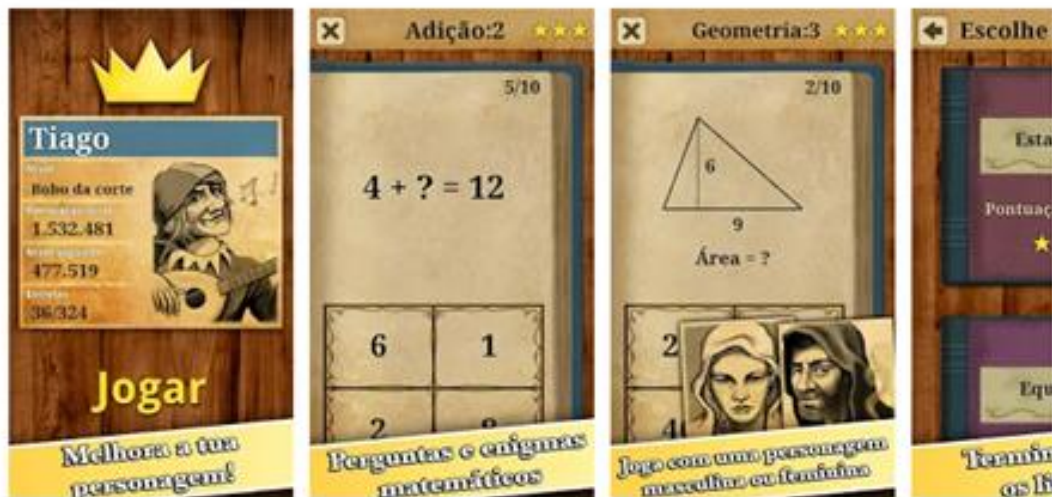 Tiago
Bobo da corte
1.532.481
477.519
36/324
Jogar
Melhora a tua
personagem!
Adição:2
5/10
4 + ? = 12
6
1
2
8
Perguntas e enigmas
matemáticos
Geometria:3
2/10
6
9
Área = ?
2
4
Joga com uma personagem
masculina ou feminina
Escolhe
Esta
Pontuaç
Equ
Termin
os li